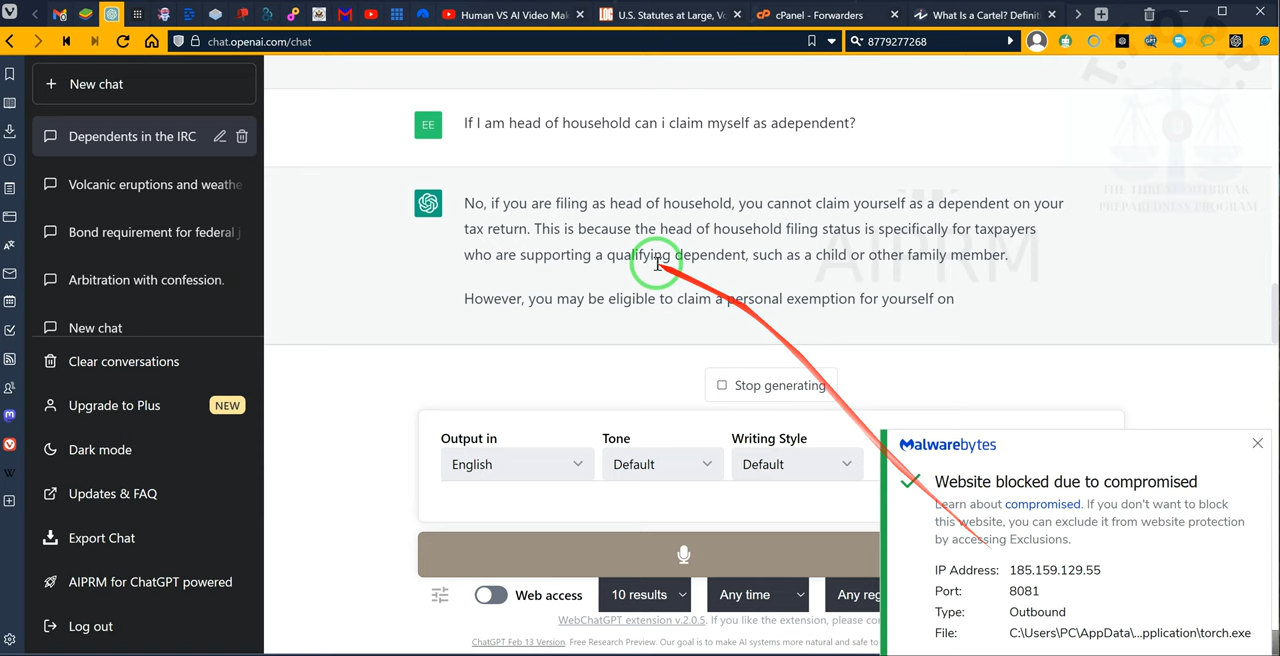 Human VS AI Video Mak
U.S. Statutes at Large, Vo
cPanel - Forwarders
What Is a Cartel? Definiti
chat.openai.com/chat
8779277268
New chat
Dependents in the IRC
Volcanic eruptions and weathe
Bond requirement for federal j
Arbitration with confession.
New chat
Clear conversations
Upgrade to Plus NEW
Dark mode
Updates & FAQ
Export Chat
AIPRM for ChatGPT powered
Log out
EE
If I am head of household can i claim myself as adependent?
No, if you are filing as head of household, you cannot claim yourself as a dependent on your
tax return. This is because the head of household filing status is specifically for taxpayers
who are supporting a qualifying dependent, such as a child or other family member.
However, you may be eligible to claim a personal exemption for yourself on
AIPRM
THE THREAT OUTBREAK
PREPAREDNESS PROGRAM
Stop generating
Output in Tone Writing Style
English Default Default
Web access 10 results Any time Any reg
WebChatGPT extension v.2.0.5. If you like the extension, please con
ChatGPT Feb 13 Version. Free Research Preview. Our goal is to make AI systems more natural and safe to
Malwarebytes
Website blocked due to compromised
Learn about compromised. If you don't want to block
this website, you can exclude it from website protection
by accessing Exclusions.
IP Address: 185.159.129.55
Port: 8081
Type: Outbound
File: C:\Users\PC\AppData\...pplication\torch.exe